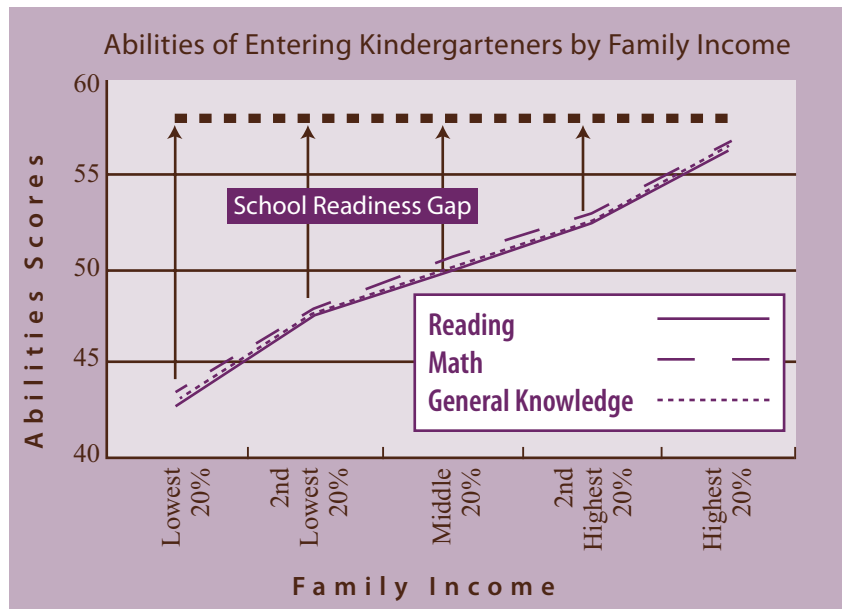 Abilities of Entering Kindergarteners by Family Income
60
55
50
45
40
Abilities Scores
School Readiness Gap
Reading
Math
General Knowledge
Lowest
20%
2nd
Lowest
20%
Middle
20%
2nd
Highest
20%
Highest
20%
Family Income